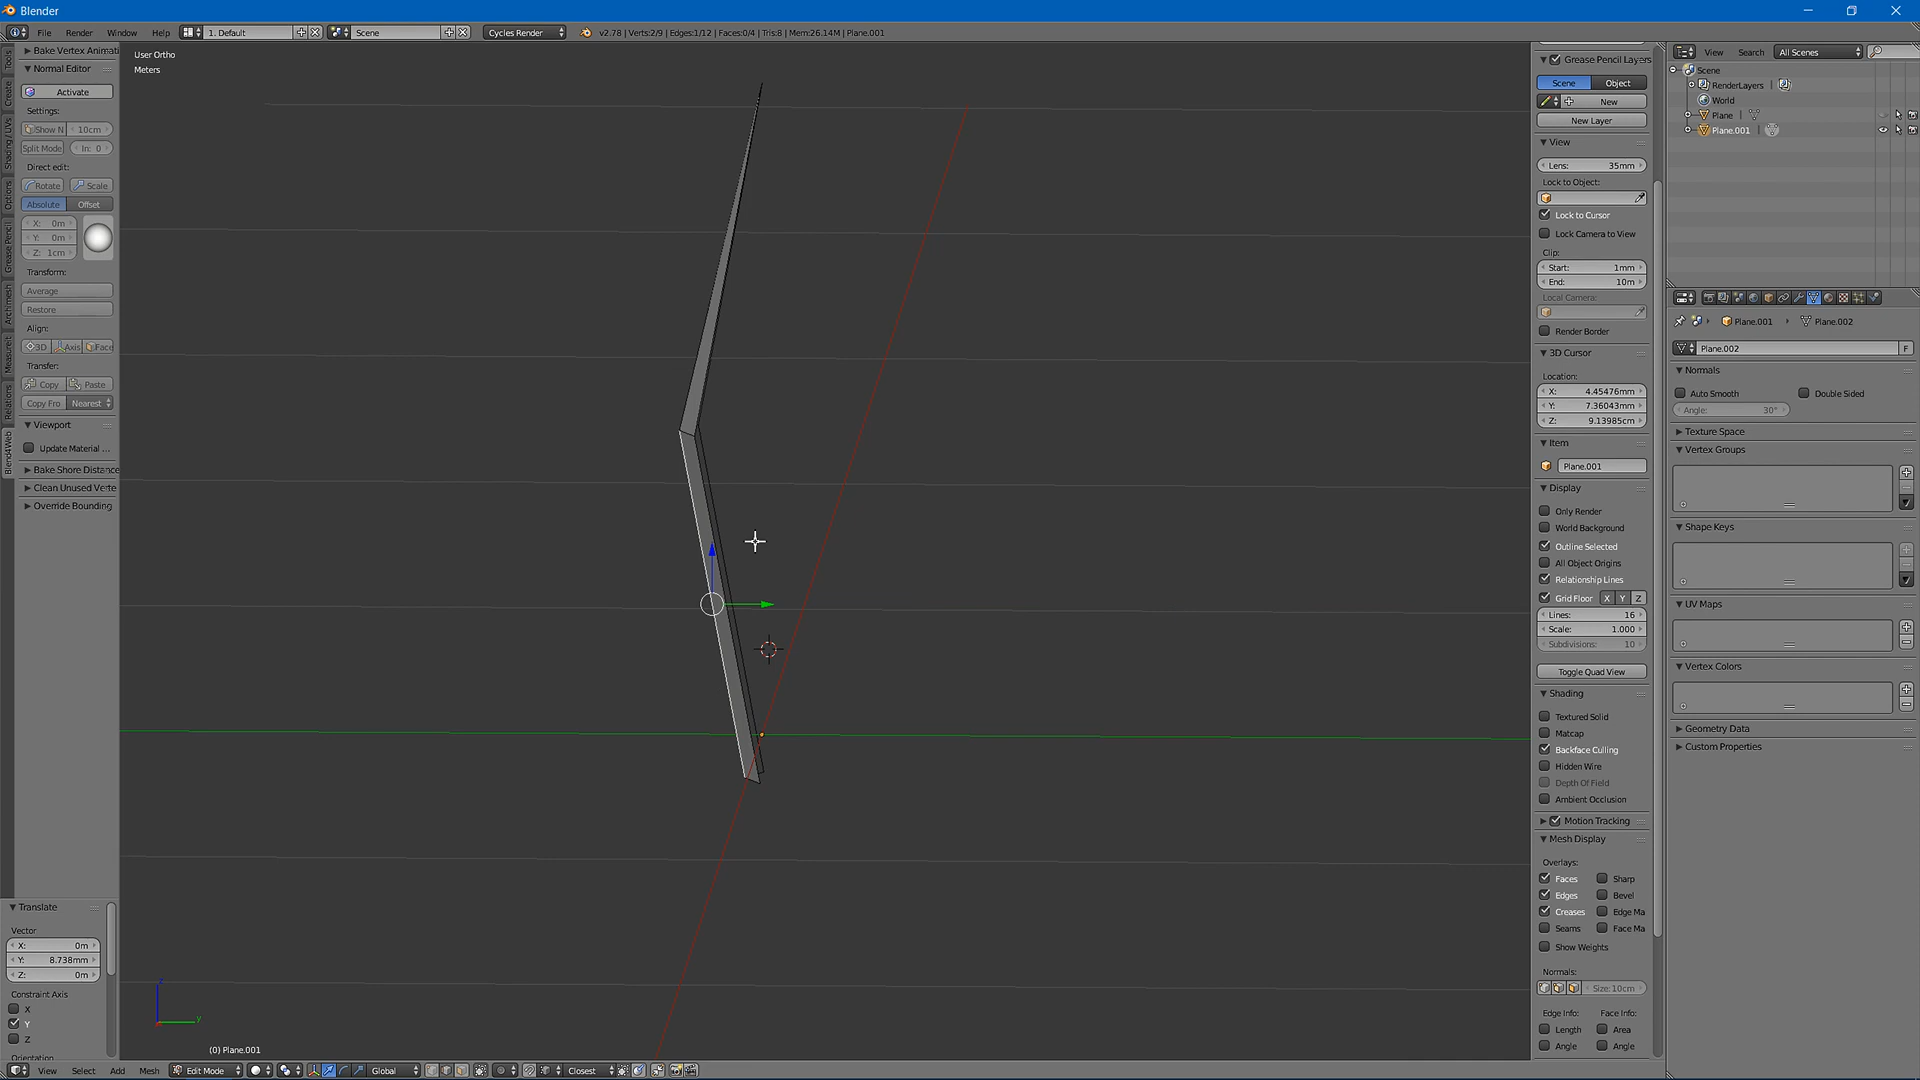 Blender
File Render Window Help 1. Default Scene Cycles Render v2.78 | Verts:2/9 | Edges:1/12 | Faces:0/4 | Tris:8 | Mem:26.14M | Plane.001
Bake Vertex Animati
Normal Editor
Activate
Settings:
Show N 10cm
Split Mode In: 0
Direct edit:
Rotate Scale
Absolute Offset
X: 0m
Y: 0m
Z: 1cm
Transform:
Average
Restore
Align:
3D Axis Face
Transfer:
Copy Paste
Copy Fro Nearest
Viewport
Update Material ...
Bake Shore Distance
Clean Unused Verte
Override Bounding
Tools
Create
Shading / UVs
Options
Grease Pencil
Archimesh
Measureit
Relations
Blend4Web
Translate
Vector
X: 0m
Y: 8.738mm
Z: 0m
Constraint Axis
X
Y
Z
Orientation
User Ortho
Meters
z
y
(0) Plane.001
View Select Add Mesh Edit Mode Global Closest
Grease Pencil Layers
Scene Object
New
New Layer
View
Lens: 35mm
Lock to Object:
Lock to Cursor
Lock Camera to View
Clip:
Start: 1mm
End: 10m
Local Camera:
Render Border
3D Cursor
Location:
X: 4.45476mm
Y: 7.36043mm
Z: 9.13985cm
Item
Plane.001
Display
Only Render
World Background
Outline Selected
All Object Origins
Relationship Lines
Grid Floor X Y Z
Lines: 16
Scale: 1.000
Subdivisions: 10
Toggle Quad View
Shading
Textured Solid
Matcap
Backface Culling
Hidden Wire
Depth Of Field
Ambient Occlusion
Motion Tracking
Mesh Display
Overlays:
Faces Sharp
Edges Bevel
Creases Edge Ma
Seams Face Ma
Show Weights
Normals:
Size:10cm
Edge Info: Face Info:
Length Area
Angle Angle
View Search All Scenes
Scene
RenderLayers
World
Plane
Plane.001
Plane.001 Plane.002
Plane.002 F
Normals
Auto Smooth Double Sided
Angle: 30°
Texture Space
Vertex Groups
Shape Keys
UV Maps
Vertex Colors
Geometry Data
Custom Properties